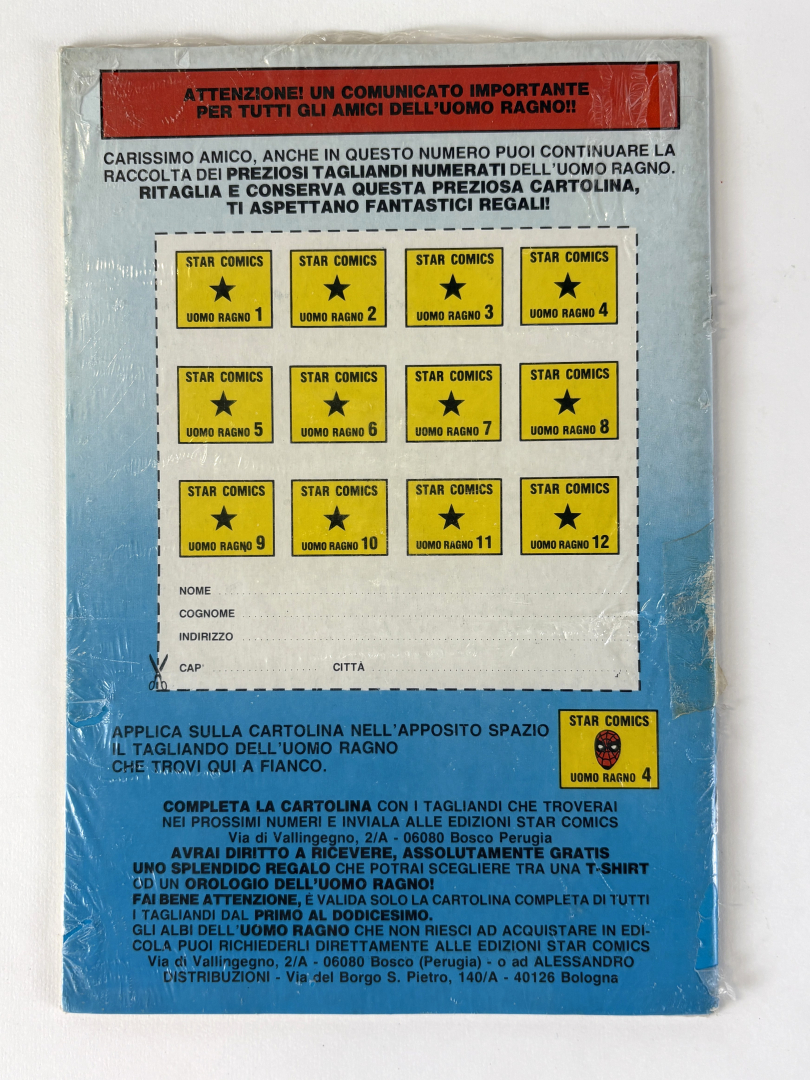 ATTENZIONE! UN COMUNICATO IMPORTANTE
PER TUTTI GLI AMICI DELL'UOMO RAGNO!!
CARISSIMO AMICO, ANCHE IN QUESTO NUMERO PUOI CONTINUARE LA
RACCOLTA DEI PREZIOSI TAGLIANDI NUMERATI DELL'UOMO RAGNO.
RITAGLIA E CONSERVA QUESTA PREZIOSA CARTOLINA,
TI ASPETTANO FANTASTICI REGALI!
STAR COMICS
UOMO RAGNO 1
STAR COMICS
UOMO RAGNO 2
STAR COMICS
UOMO RAGNO 3
STAR COMICS
UOMO RAGNO 4
STAR COMICS
UOMO RAGNO 5
STAR COMICS
UOMO RAGNO 6
STAR COMICS
UOMO RAGNO 7
STAR COMICS
UOMO RAGNO 8
STAR COMICS
UOMO RAGNO 9
STAR COMICS
UOMO RAGNO 10
STAR COMICS
UOMO RAGNO 11
STAR COMICS
UOMO RAGNO 12
NOME
COGNOME
INDIRIZZO
CAP CITTÀ
APPLICA SULLA CARTOLINA NELL'APPOSITO SPAZIO
IL TAGLIANDO DELL'UOMO RAGNO
CHE TROVI QUI A FIANCO.
STAR COMICS
UOMO RAGNO 4
COMPLETA LA CARTOLINA CON I TAGLIANDI CHE TROVERAI
NEI PROSSIMI NUMERI E INVIALA ALLE EDIZIONI STAR COMICS
Via di Vallingegno, 2/A - 06080 Bosco Perugia
AVRAI DIRITTO A RICEVERE, ASSOLUTAMENTE GRATIS
UNO SPLENDIDO REGALO CHE POTRAI SCEGLIERE TRA UNA T-SHIRT
OD UN OROLOGIO DELL'UOMO RAGNO!
FAI BENE ATTENZIONE, È VALIDA SOLO LA CARTOLINA COMPLETA DI TUTTI
I TAGLIANDI DAL PRIMO AL DODICESIMO.
GLI ALBI DELL'UOMO RAGNO CHE NON RIESCI AD ACQUISTARE IN EDI-
COLA PUOI RICHIEDERLI DIRETTAMENTE ALLE EDIZIONI STAR COMICS
Via di Vallingegno, 2/A - 06080 Bosco (Perugia) - o ad ALESSANDRO
DISTRIBUZIONI - Via del Borgo S. Pietro, 140/A - 40126 Bologna